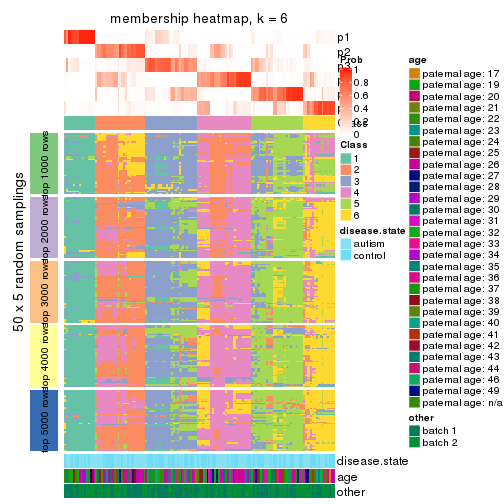 membership heatmap, k = 6
p1
p2
p3
Prob
1
0.8
0.6
0.4
0.2
0
Class
1
2
3
4
5
6
disease.state
autism
control
age
paternal age: 17
paternal age: 19
paternal age: 20
paternal age: 21
paternal age: 22
paternal age: 23
paternal age: 24
paternal age: 25
paternal age: 26
paternal age: 27
paternal age: 28
paternal age: 29
paternal age: 30
paternal age: 31
paternal age: 32
paternal age: 33
paternal age: 34
paternal age: 35
paternal age: 36
paternal age: 37
paternal age: 38
paternal age: 39
paternal age: 40
paternal age: 41
paternal age: 42
paternal age: 43
paternal age: 44
paternal age: 46
paternal age: 49
paternal age: n/a
other
batch 1
batch 2
50 x 5 random samplings
top 1000 rows
top 2000 rows
top 3000 rows
top 4000 rows
top 5000 rows
disease.state
age
other